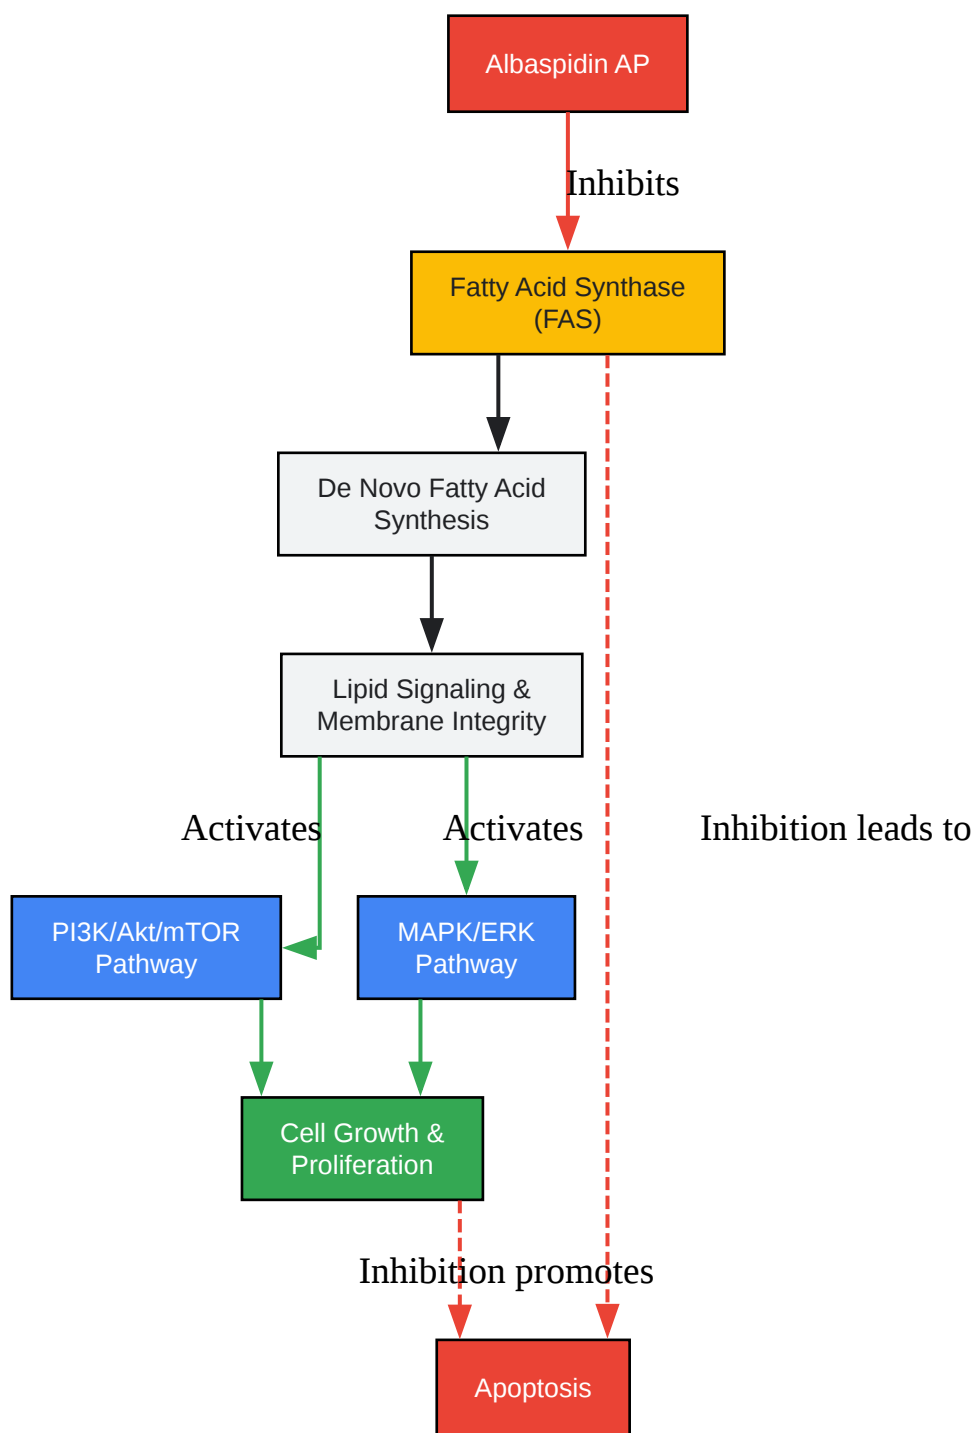 Albaspidin AP
Inhibits
Fatty Acid Synthase
(FAS)
De Novo Fatty Acid
Synthesis
Lipid Signaling &
Membrane Integrity
Activates
Activates
Inhibition leads to
PI3K/Akt/mTOR
Pathway
MAPK/ERK
Pathway
Cell Growth &
Proliferation
Inhibition promotes
Apoptosis